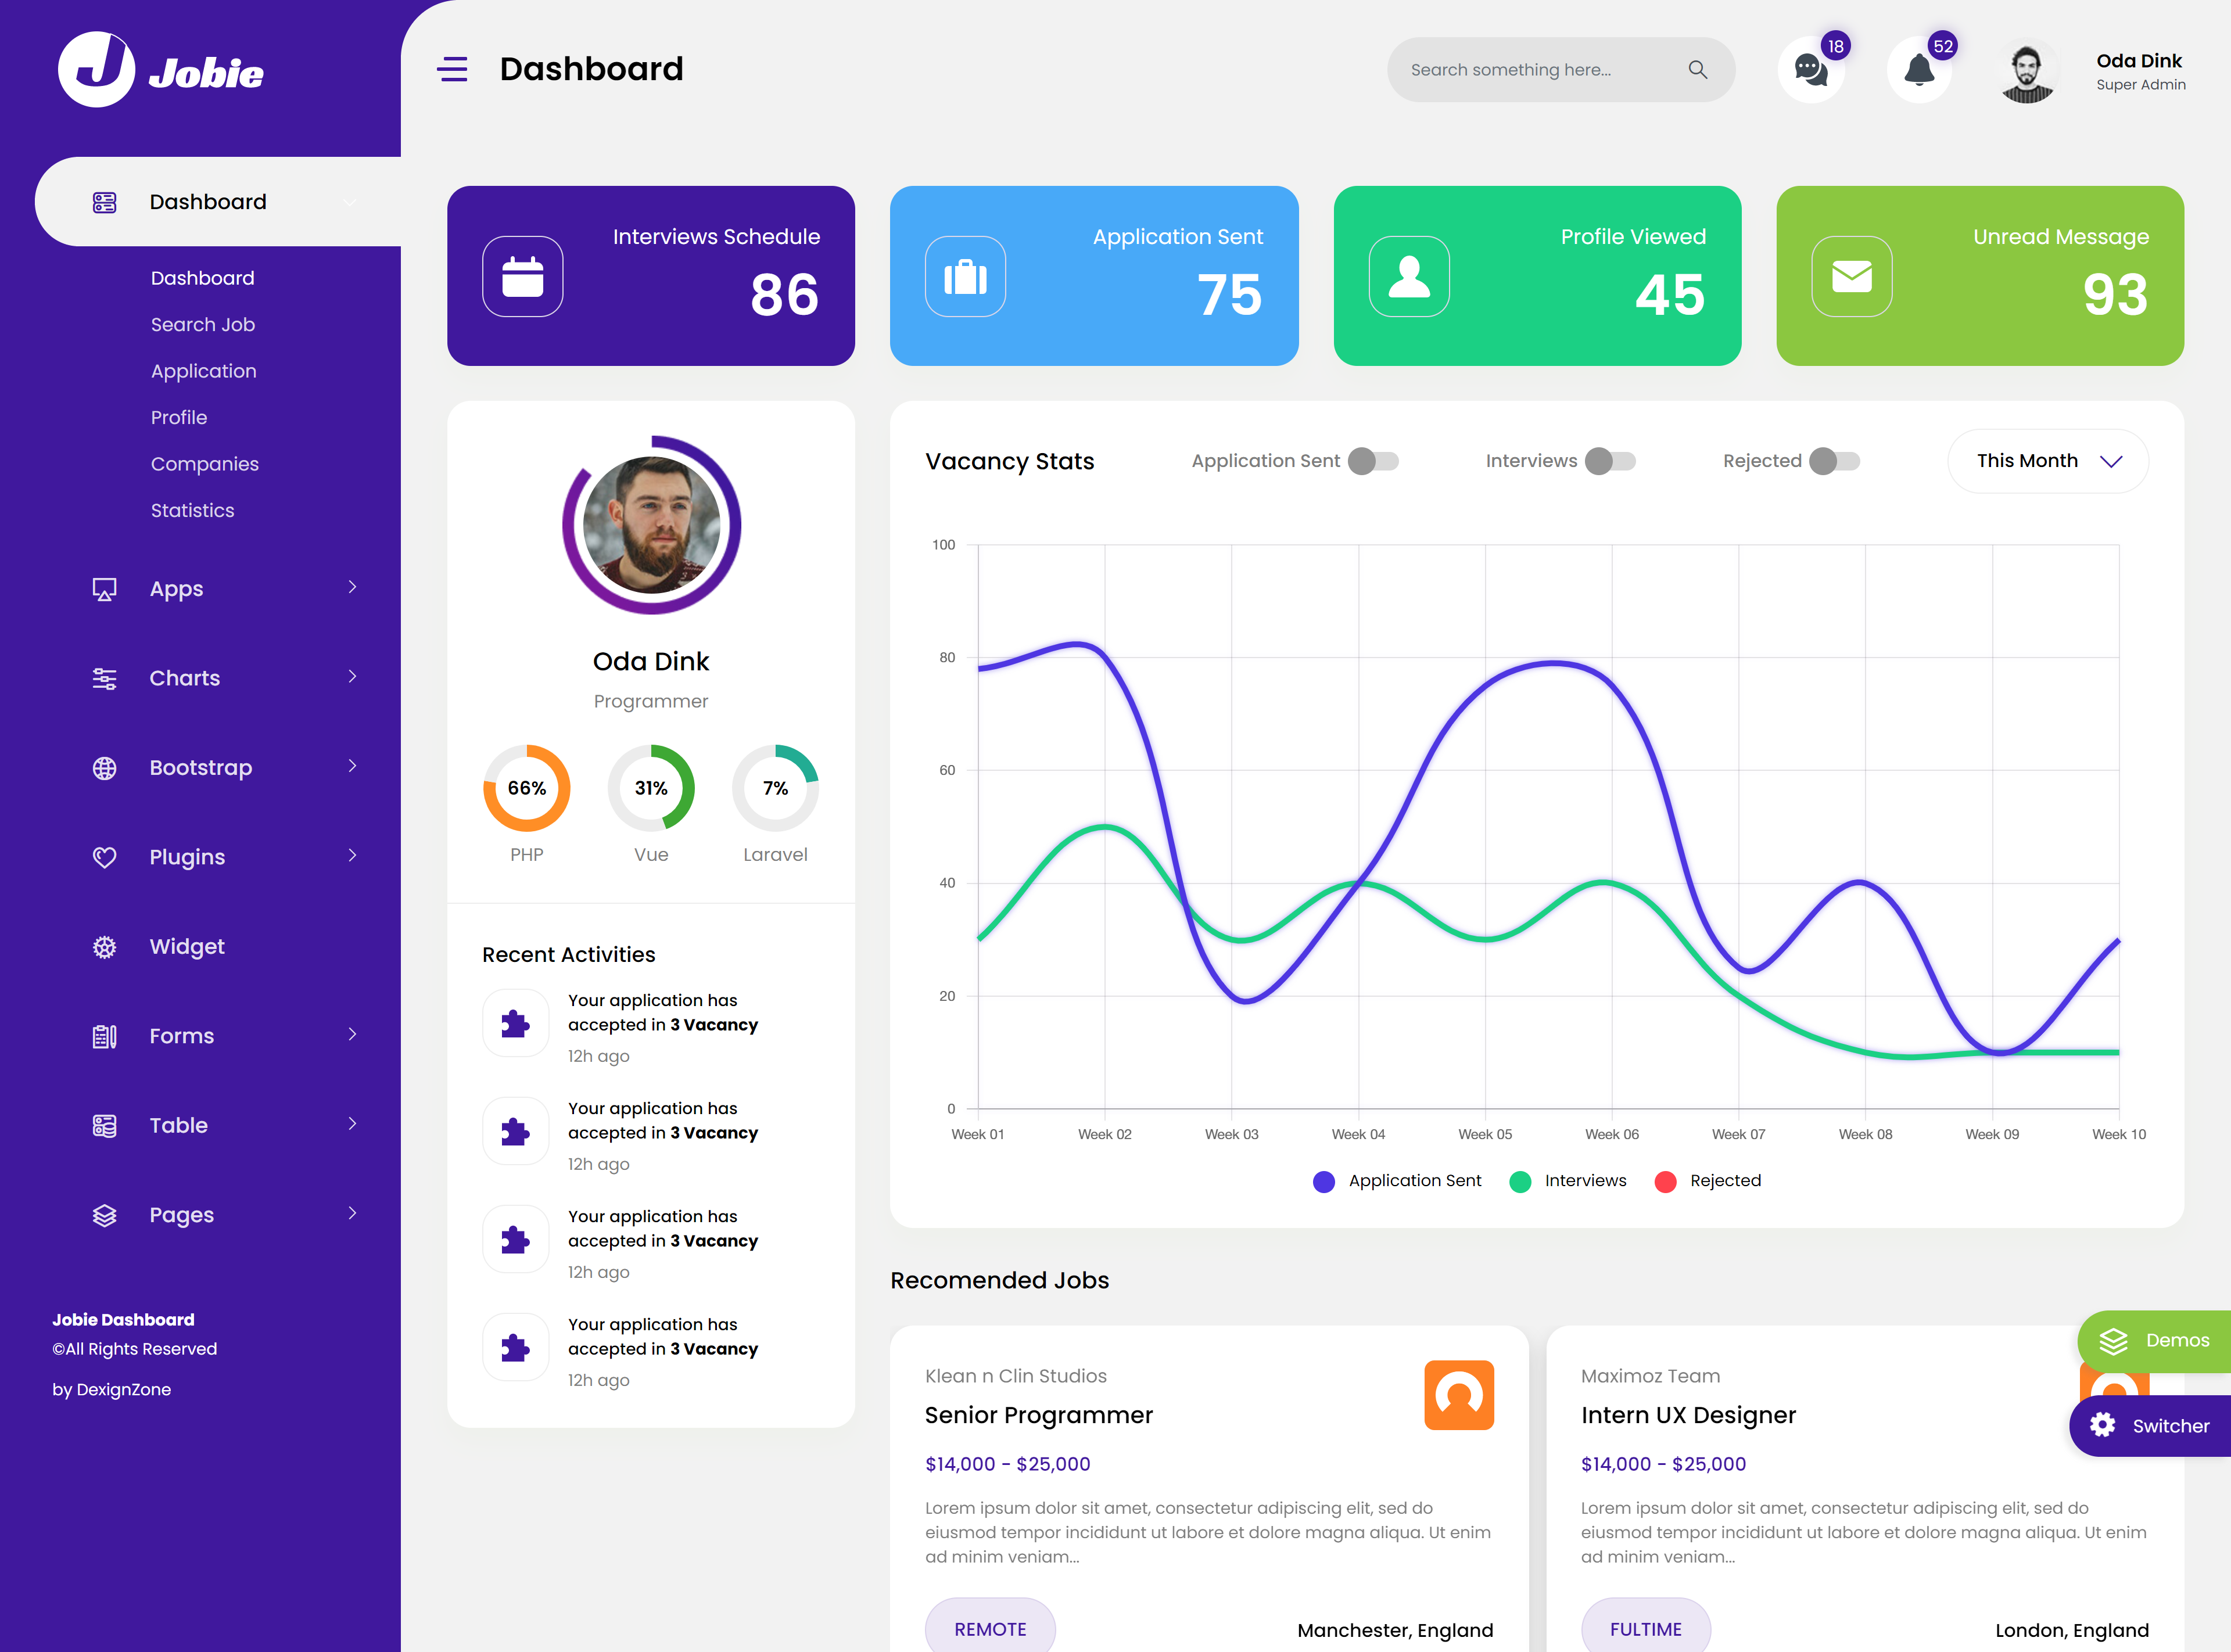 Jobie
Dashboard
Search something here...
18
52
Oda Dink
Super Admin
Dashboard
Dashboard
Search Job
Application
Profile
Companies
Statistics
Apps
Charts
Bootstrap
Plugins
Widget
Forms
Table
Pages
Jobie Dashboard
©All Rights Reserved
by DexignZone
Interviews Schedule
86
Application Sent
75
Profile Viewed
45
Unread Message
93
Oda Dink
Programmer
66%
31%
7%
PHP
Vue
Laravel
Recent Activities
Your application has
accepted in 3 Vacancy
12h ago
Your application has
accepted in 3 Vacancy
12h ago
Your application has
accepted in 3 Vacancy
12h ago
Your application has
accepted in 3 Vacancy
12h ago
Vacancy Stats
Application Sent
Interviews
Rejected
This Month
100
80
60
40
20
0
Week 01
Week 02
Week 03
Week 04
Week 05
Week 06
Week 07
Week 08
Week 09
Week 10
Application Sent
Interviews
Rejected
Recomended Jobs
Klean n Clin Studios
Senior Programmer
$14,000 - $25,000
Lorem ipsum dolor sit amet, consectetur adipiscing elit, sed do
eiusmod tempor incididunt ut labore et dolore magna aliqua. Ut enim
ad minim veniam...
REMOTE
Manchester, England
Maximoz Team
Intern UX Designer
$14,000 - $25,000
Lorem ipsum dolor sit amet, consectetur adipiscing elit, sed do
eiusmod tempor incididunt ut labore et dolore magna aliqua. Ut enim
ad minim veniam...
FULTIME
London, England
Demos
Switcher